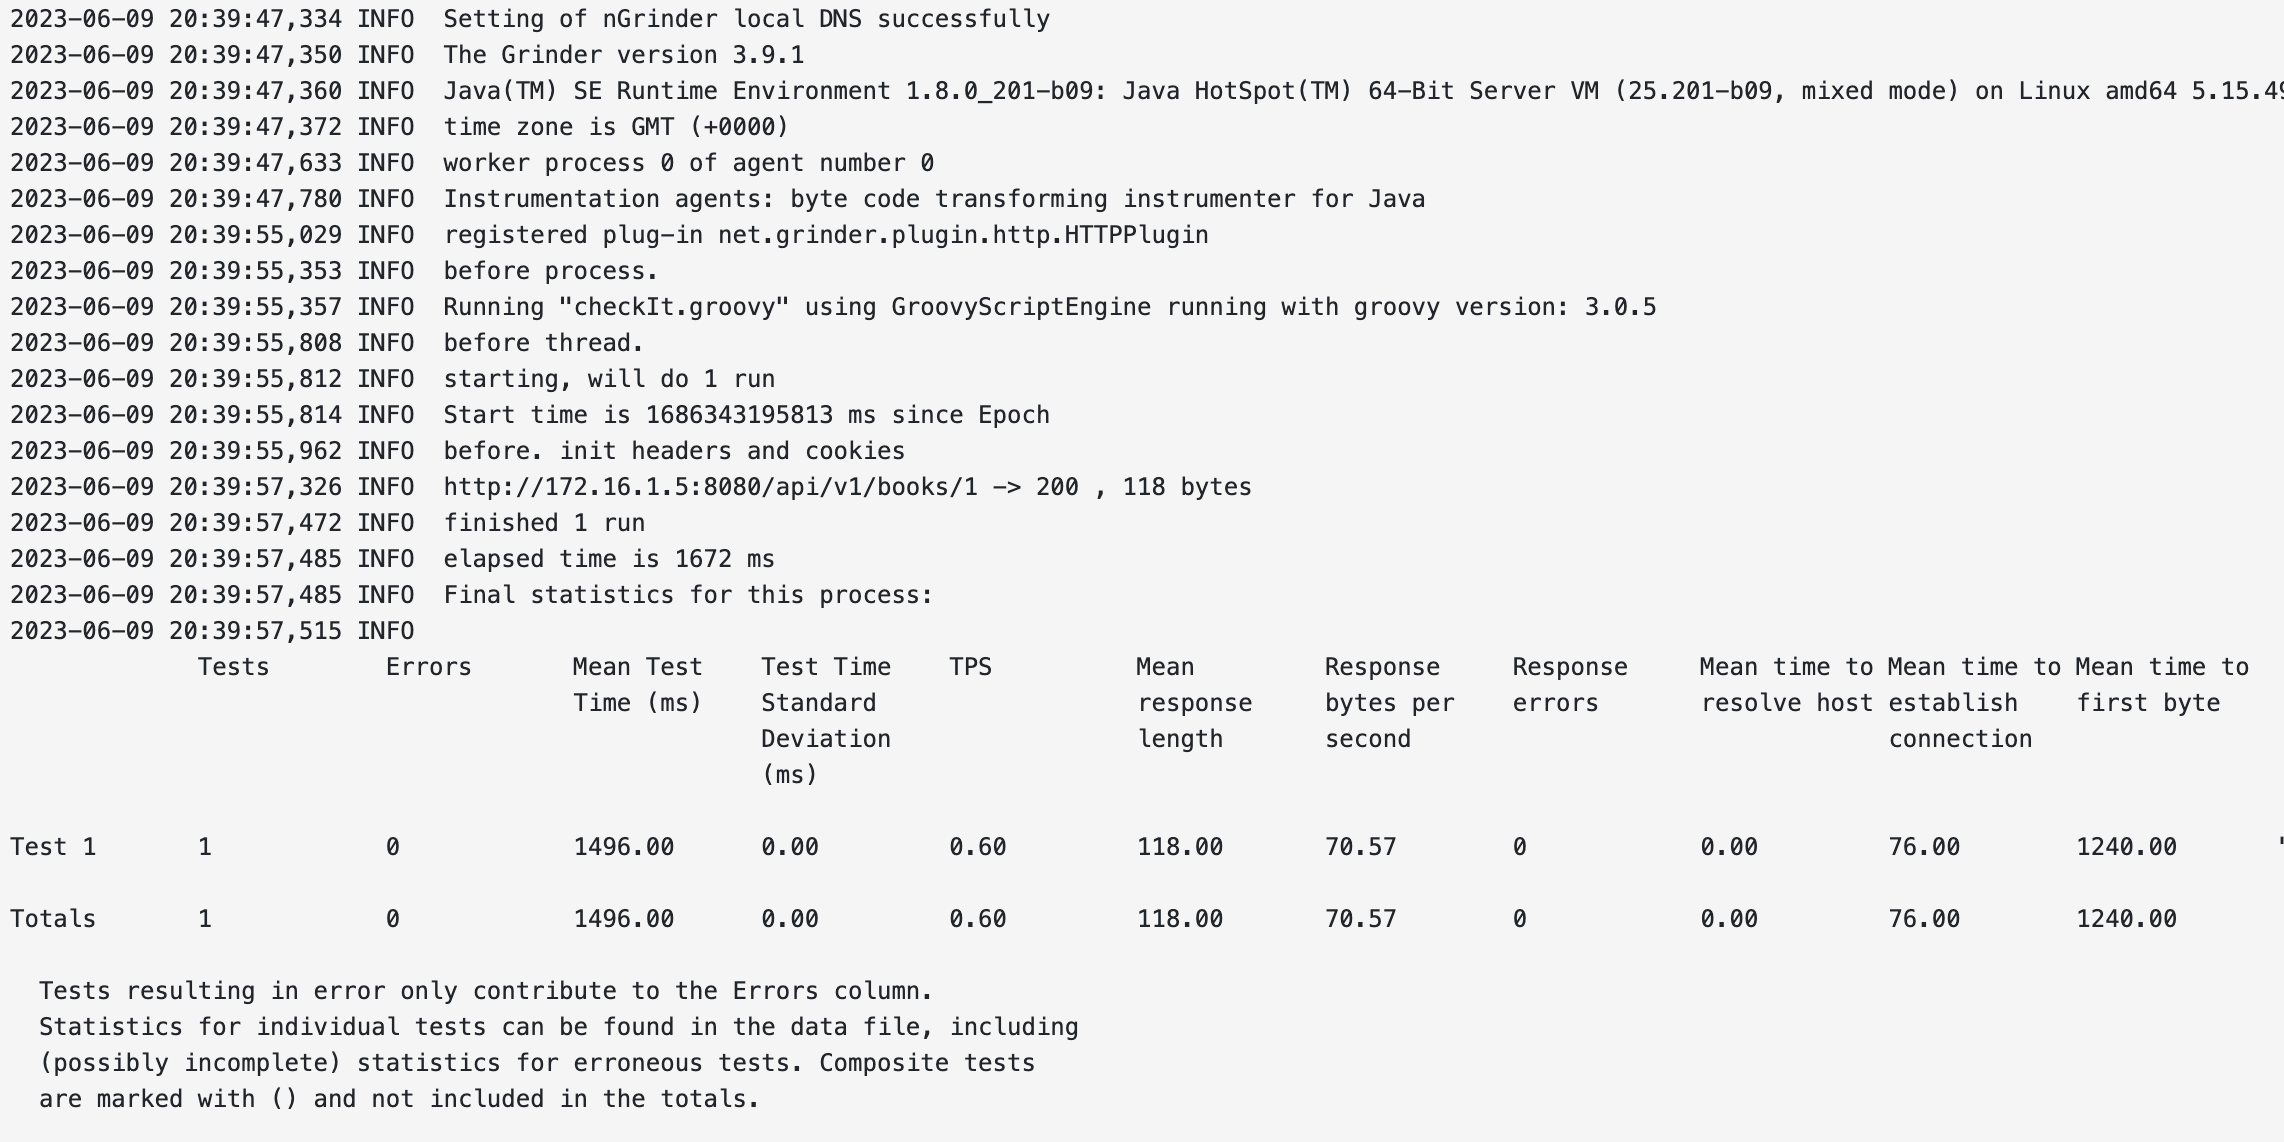 2023-06-09 20:39:47,334 INFO  Setting of nGrinder local DNS successfully
2023-06-09 20:39:47,350 INFO  The Grinder version 3.9.1
2023-06-09 20:39:47,360 INFO  Java(TM) SE Runtime Environment 1.8.0_201-b09: Java HotSpot(TM) 64-Bit Server VM (25.201-b09, mixed mode) on Linux amd64 5.15.49
2023-06-09 20:39:47,372 INFO  time zone is GMT (+0000)
2023-06-09 20:39:47,633 INFO  worker process 0 of agent number 0
2023-06-09 20:39:47,780 INFO  Instrumentation agents: byte code transforming instrumenter for Java
2023-06-09 20:39:55,029 INFO  registered plug-in net.grinder.plugin.http.HTTPPlugin
2023-06-09 20:39:55,353 INFO  before process.
2023-06-09 20:39:55,357 INFO  Running "checkIt.groovy" using GroovyScriptEngine running with groovy version: 3.0.5
2023-06-09 20:39:55,808 INFO  before thread.
2023-06-09 20:39:55,812 INFO  starting, will do 1 run
2023-06-09 20:39:55,814 INFO  Start time is 1686343195813 ms since Epoch
2023-06-09 20:39:55,962 INFO  before. init headers and cookies
2023-06-09 20:39:57,326 INFO  http://172.16.1.5:8080/api/v1/books/1 -> 200 , 118 bytes
2023-06-09 20:39:57,472 INFO  finished 1 run
2023-06-09 20:39:57,485 INFO  elapsed time is 1672 ms
2023-06-09 20:39:57,485 INFO  Final statistics for this process:
2023-06-09 20:39:57,515 INFO
             Tests        Errors       Mean Test    Test Time    TPS          Mean         Response     Response     Mean time to Mean time to Mean time to
                                       Time (ms)    Standard                  response     bytes per    errors       resolve host establish    first byte
                                                    Deviation                 length       second                                 connection
                                                    (ms)
Test 1       1            0            1496.00      0.00         0.60         118.00       70.57        0            0.00         76.00        1240.00
Totals       1            0            1496.00      0.00         0.60         118.00       70.57        0            0.00         76.00        1240.00
  Tests resulting in error only contribute to the Errors column.
  Statistics for individual tests can be found in the data file, including
  (possibly incomplete) statistics for erroneous tests. Composite tests
  are marked with () and not included in the totals.